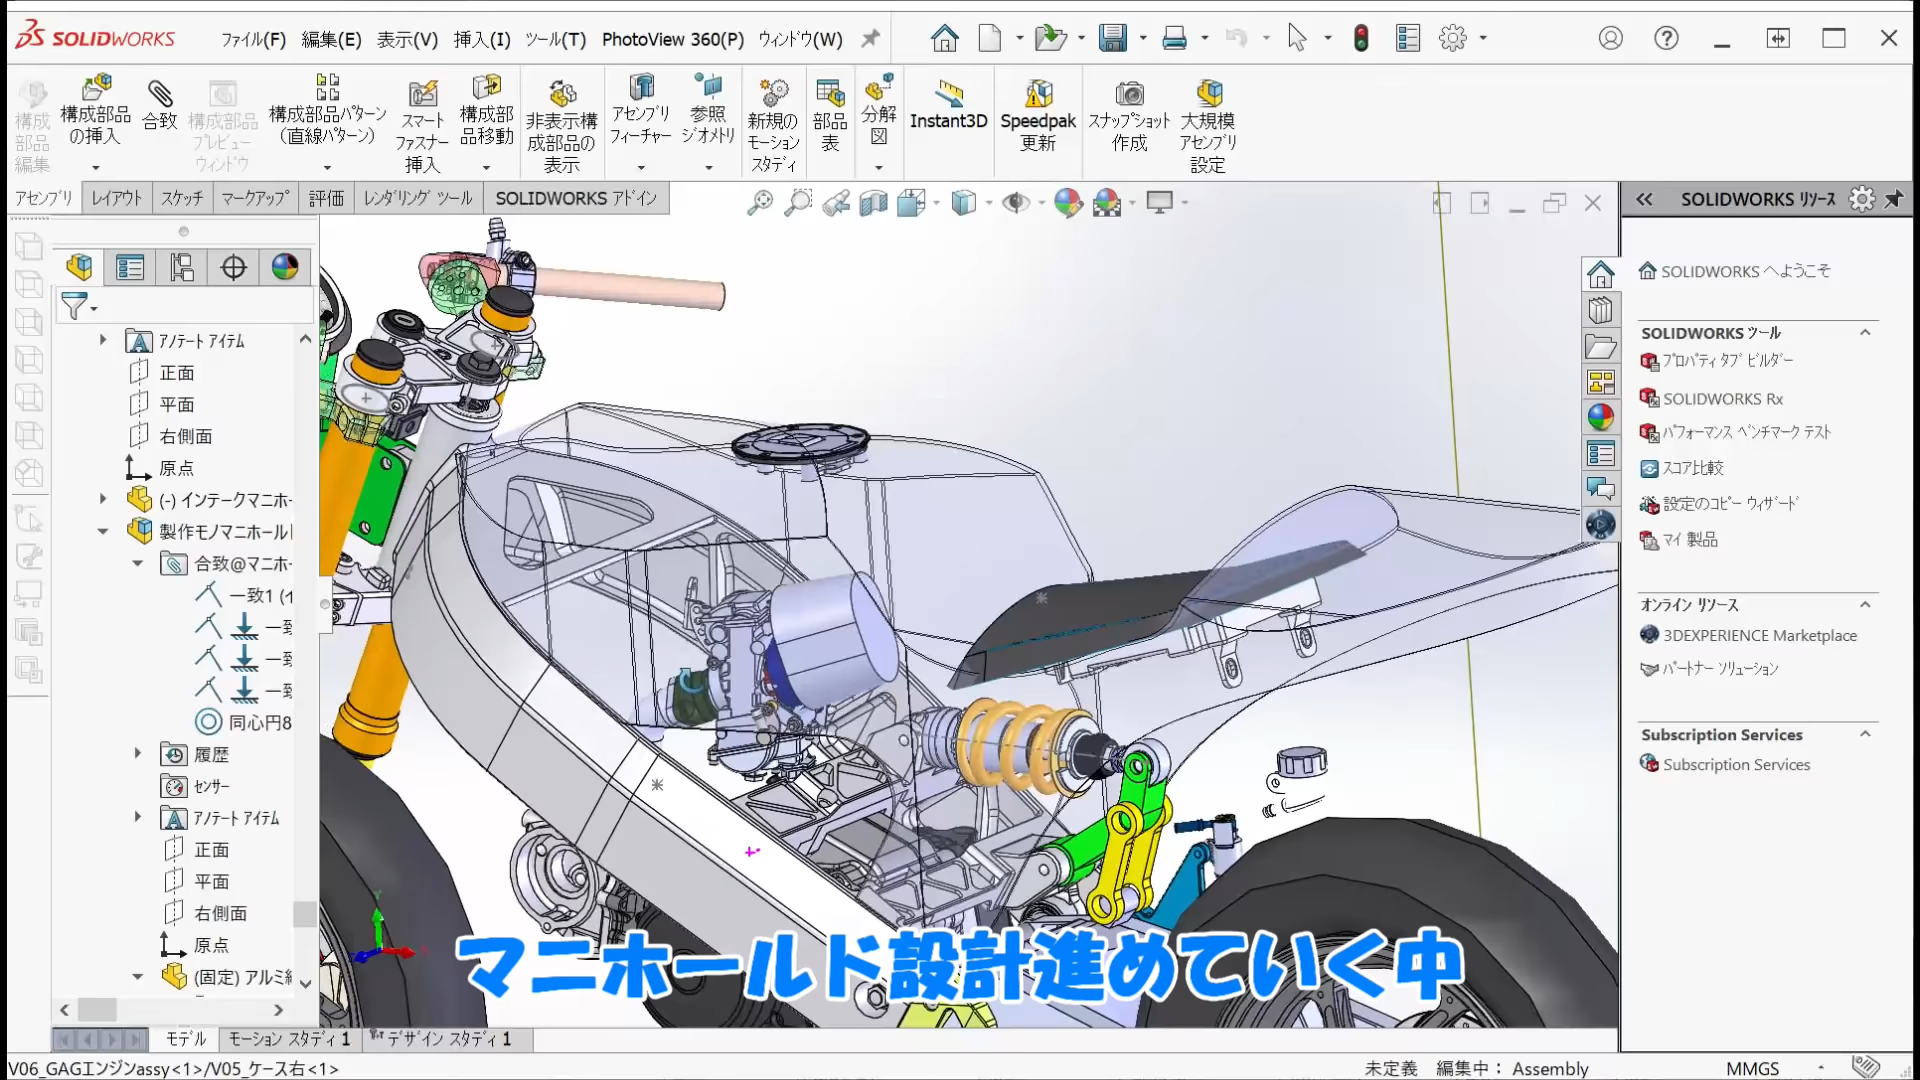 SOLIDWORKS
ファイル(F) 編集(E) 表示(V) 挿入(I) ツール(T) PhotoView 360(P) ウィンドウ(W)
構成部品編集
構成部品の挿入
合致
構成部品プレビューウィンドウ
構成部品パターン(直線パターン)
スマートファスナー挿入
構成部品移動
非表示構成部品の表示
アセンブリフィーチャー
参照ジオメトリ
新規のモーションスタディ
部品表
分解図
Instant3D
Speedpak更新
スナップショット作成
大規模アセンブリ設定
アセンブリ レイアウト スケッチ マークアップ 評価 レンダリング ツール SOLIDWORKS アドイン
アノテート アイテム
正面
平面
右側面
原点
(-) インテークマニホー
製作モノマニホールド
合致@マニホー
一致1 (イ
一致
一致
一致
同心円8
履歴
センサー
アノテート アイテム
正面
平面
右側面
原点
(固定) アルミ
SOLIDWORKS リソース
SOLIDWORKS へようこそ
SOLIDWORKS ツール
プロパティ タブ ビルダー
SOLIDWORKS Rx
パフォーマンス ベンチマーク テスト
スコア比較
設定のコピー ウィザード
マイ 製品
オンライン リソース
3DEXPERIENCE Marketplace
パートナー ソリューション
Subscription Services
Subscription Services
マニホールド設計進めていく中
モデル モーション スタディ 1 デザイン スタディ 1
V06_GAGエンジンassy<1>/V05_ケース右<1>
未定義 編集中： Assembly MMGS